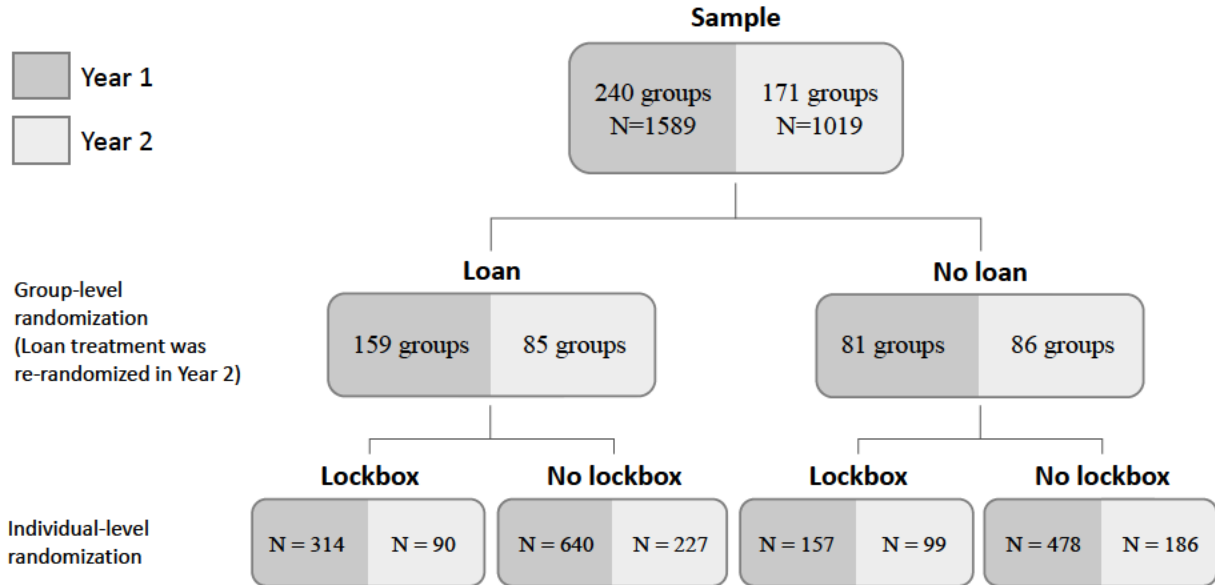 Sample
Year 1
Year 2
240 groups
N=1589
171 groups
N=1019
Group-level
randomization
(Loan treatment was
re-randomized in Year 2)
Loan
159 groups
85 groups
No loan
81 groups
86 groups
Individual-level
randomization
Lockbox
N = 314
N = 90
No lockbox
N = 640
N = 227
Lockbox
N = 157
N = 99
No lockbox
N = 478
N = 186